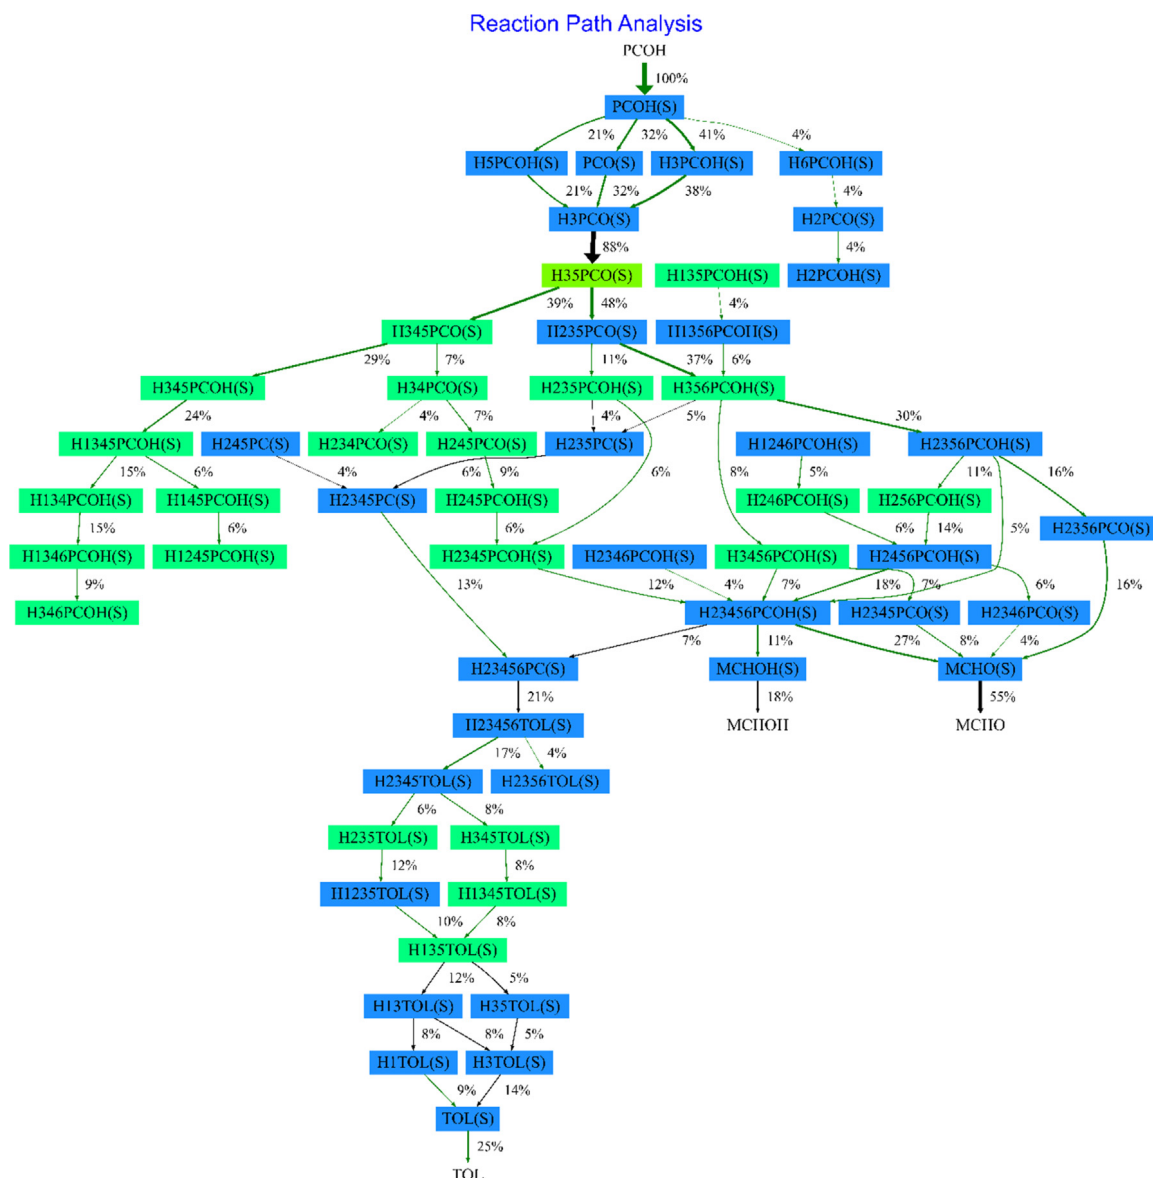 Reaction Path Analysis
PCOH
100%
PCOH(S)
21% 32% 41% 4%
H5PCOH(S) PCO(S) H3PCOH(S) H6PCOH(S)
21% 32% 38% 4%
H3PCO(S) H2PCO(S)
88% 4%
H35PCO(S) H135PCOH(S) H2PCOH(S)
39% 48% 4%
H345PCO(S) H235PCO(S) H1356PCOH(S)
29% 7% 11% 37% 6%
H345PCOH(S) H34PCO(S) H235PCOH(S) H356PCOH(S)
24% 4% 7% 4% 5% 30%
H1345PCOH(S) H245PC(S) H234PCO(S) H245PCO(S) H235PC(S) H1246PCOH(S) H2356PCOH(S)
15% 6% 4% 6% 9% 6% 8% 5% 11% 16%
H134PCOH(S) H145PCOH(S) H2345PC(S) H245PCOH(S) H246PCOH(S) H256PCOH(S)
15% 6% 6% 6% 14% 5% H2356PCO(S)
H1346PCOH(S) H1245PCOH(S) H2345PCOH(S) H2346PCOH(S) H3456PCOH(S) H2456PCOH(S)
9% 13% 12% 4% 7% 18% 7% 6% 16%
H346PCOH(S) H23456PCOH(S) H2345PCO(S) H2346PCO(S)
7% 11% 27% 8% 4%
H23456PC(S) MCHOH(S) MCHO(S)
21% 18% 55%
H23456TOL(S) MCHOH MCHO
17% 4%
H2345TOL(S) H2356TOL(S)
6% 8%
H235TOL(S) H345TOL(S)
12% 8%
H1235TOL(S) H1345TOL(S)
10% 8%
H135TOL(S)
12% 5%
H13TOL(S) H35TOL(S)
8% 8% 5%
H1TOL(S) H3TOL(S)
9% 14%
TOL(S)
25%
TOL